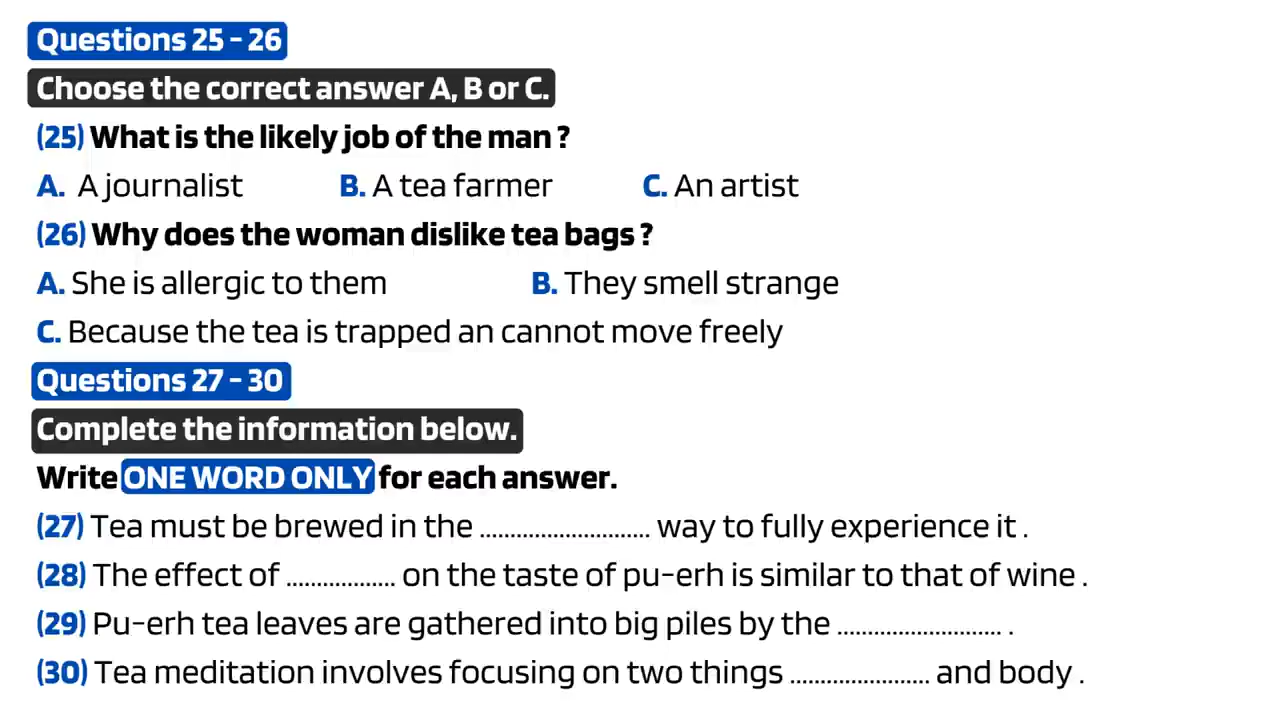 Questions 25 - 26
Choose the correct answer A, B or C.
(25) What is the likely job of the man ?
A. A journalist B. A tea farmer C. An artist
(26) Why does the woman dislike tea bags ?
A. She is allergic to them B. They smell strange
C. Because the tea is trapped an cannot move freely
Questions 27 - 30
Complete the information below.
Write ONE WORD ONLY for each answer.
(27) Tea must be brewed in the ............................ way to fully experience it .
(28) The effect of .................. on the taste of pu-erh is similar to that of wine .
(29) Pu-erh tea leaves are gathered into big piles by the ........................... .
(30) Tea meditation involves focusing on two things ....................... and body .